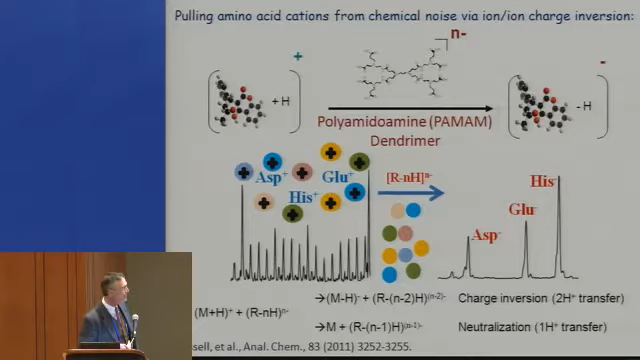 Pulling amino acid cations from chemical noise via ion/ion charge inversion:
+ n- -
+ H
- H
Polyamidoamine (PAMAM)
Dendrimer
Asp⁺ Glu⁺
His⁺
[R-nH]ⁿ⁻
His⁻
Glu⁻
Asp⁻
→(M-H)⁻ + (R-(n-2)H)⁽ⁿ⁻²⁻⁾ Charge inversion (2H⁺ transfer)
(M+H)⁺ + (R-nH)ⁿ⁻
→M + (R-(n-1)H)⁽ⁿ⁻¹⁻⁾ Neutralization (1H⁺ transfer)
sell, et al., Anal. Chem., 83 (2011) 3252-3255.